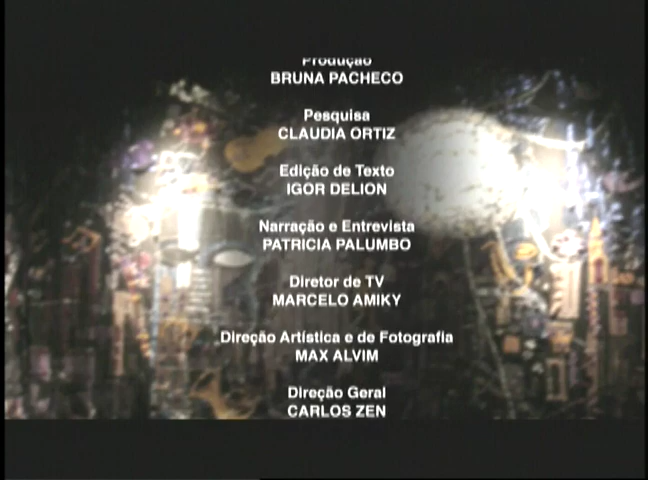 Produção
BRUNA PACHECO
Pesquisa
CLAUDIA ORTIZ
Edição de Texto
IGOR DELION
Narração e Entrevista
PATRICIA PALUMBO
Diretor de TV
MARCELO AMIKY
Direção Artística e de Fotografia
MAX ALVIM
Direção Geral
CARLOS ZEN